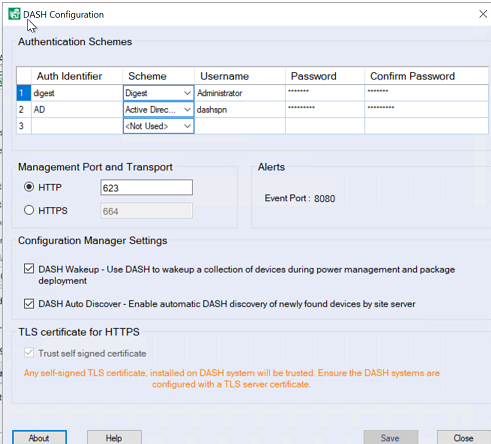 DASH Configuration
Authentication Schemes
Auth Identifier Scheme Username Password Confirm Password
1 digest Digest Administrator ******* *******
2 AD Active Direc... dashspn ********* *********
3 <Not Used>
Management Port and Transport
HTTP 623
HTTPS 664
Alerts
Event Port : 8080
Configuration Manager Settings
DASH Wakeup - Use DASH to wakeup a collection of devices during power management and package
deployment
DASH Auto Discover - Enable automatic DASH discovery of newly found devices by site server
TLS certificate for HTTPS
Trust self signed certificate
Any self-signed TLS certificate, installed on DASH system will be trusted. Ensure the DASH systems are
configured with a TLS server certificate.
About Help Save Close